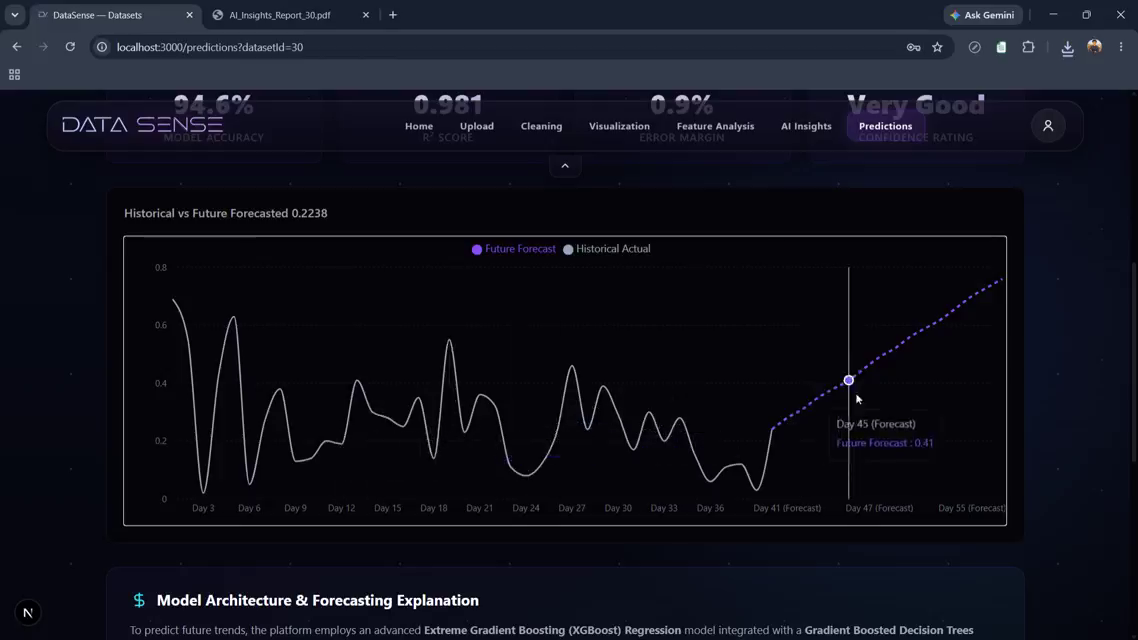 DataSense — Datasets
AI_Insights_Report_30.pdf
Ask Gemini
localhost:3000/predictions?datasetId=30
94.6%
0.981
0.9%
Very Good
MODEL ACCURACY
R² SCORE
ERROR MARGIN
CONFIDENCE RATING
DATA SENSE
Home
Upload
Cleaning
Visualization
Feature Analysis
AI Insights
Predictions
Historical vs Future Forecasted 0.2238
Future Forecast
Historical Actual
0.8
0.6
0.4
0.2
0
Day 45 (Forecast)
Future Forecast : 0.41
Day 3
Day 6
Day 9
Day 12
Day 15
Day 18
Day 21
Day 24
Day 27
Day 30
Day 33
Day 36
Day 41 (Forecast)
Day 47 (Forecast)
Day 55 (Forecast)
$ Model Architecture & Forecasting Explanation
To predict future trends, the platform employs an advanced Extreme Gradient Boosting (XGBoost) Regression model integrated with a Gradient Boosted Decision Trees
N